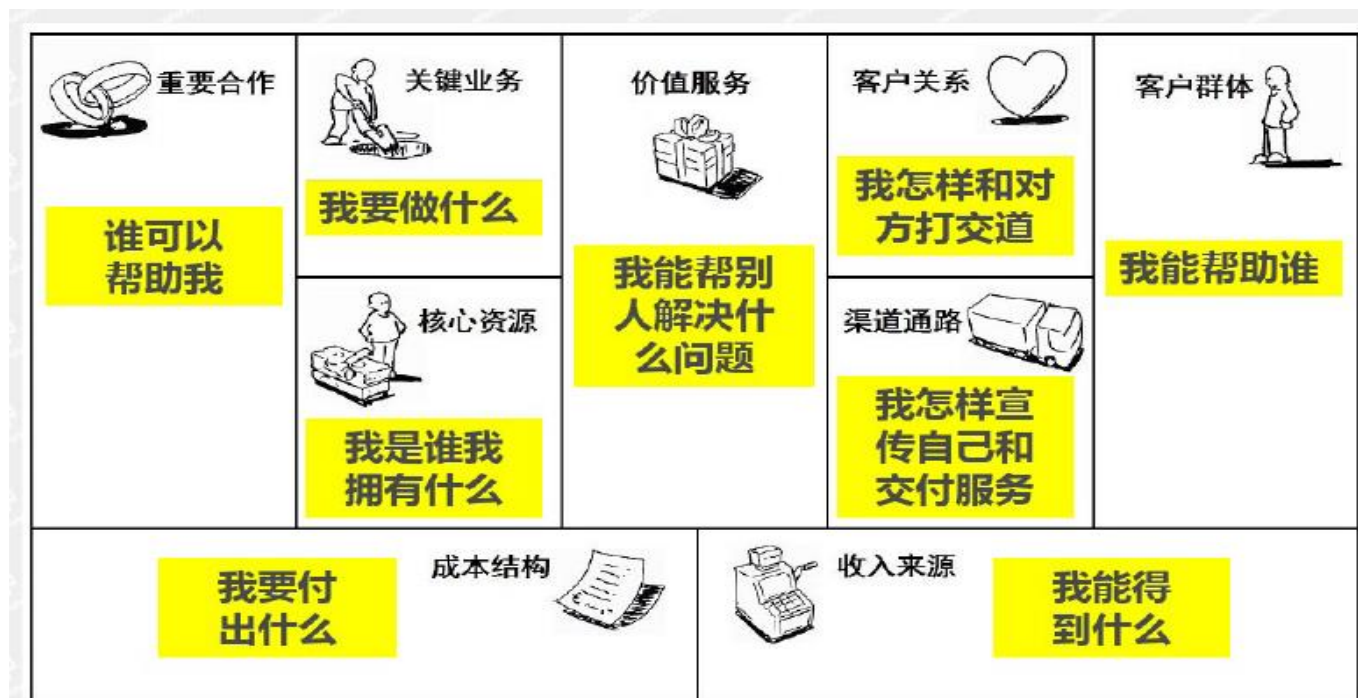 重要合作
谁可以
帮助我
关键业务
我要做什么
核心资源
我是谁我
拥有什么
价值服务
我能帮别
人解决什
么问题
客户关系
我怎样和对
方打交道
渠道通路
我怎样宣
传自己和
交付服务
客户群体
我能帮助谁
成本结构
我要付
出什么
收入来源
我能得
到什么